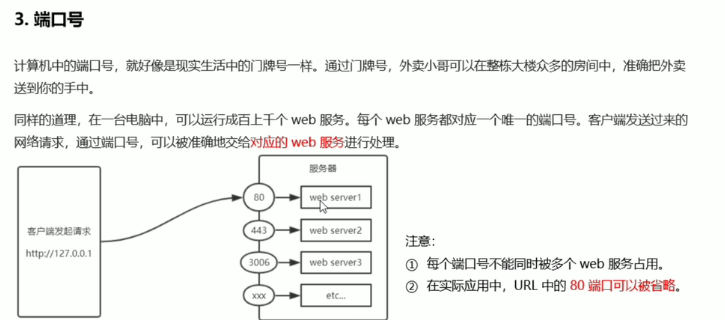 3. 端口号
计算机中的端口号，就好像是现实生活中的门牌号一样。通过门牌号，外卖小哥可以在整栋大楼众多的房间中，准确把外卖
送到你的手中。
同样的道理，在一台电脑中，可以运行成百上千个 web 服务。每个 web 服务都对应一个唯一的端口号。客户端发送过来的
网络请求，通过端口号，可以被准确地交给对应的 web 服务进行处理。
服务器
客户端发起请求
http://127.0.0.1
80
web server1
443
web server2
3006
web server3
xxx
etc...
注意：
① 每个端口号不能同时被多个 web 服务占用。
② 在实际应用中，URL 中的 80 端口可以被省略。